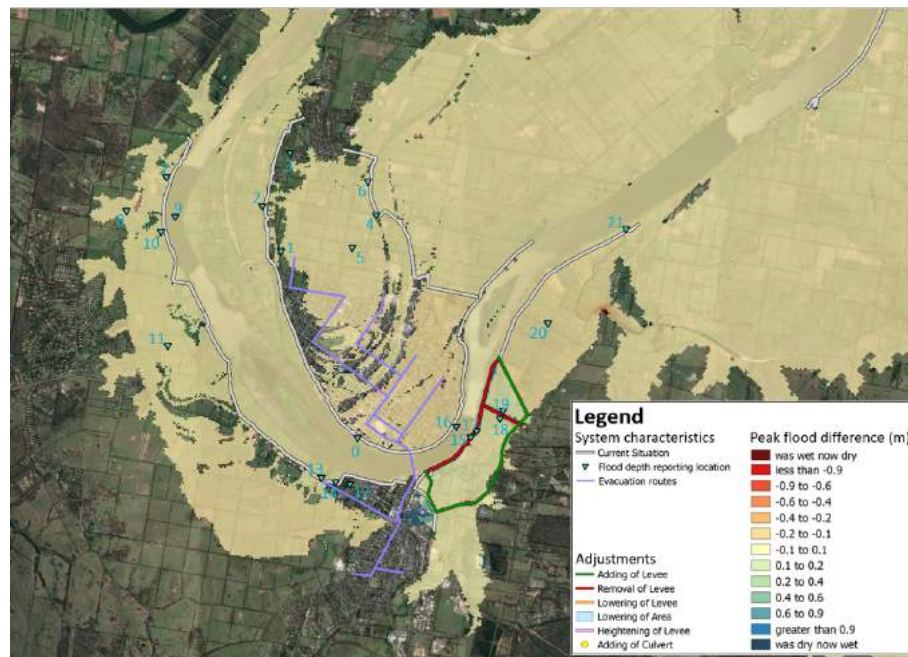 6
2
4
8
9
10
1
5
21
11
20
16
19
18
15
0
13
Legend
System characteristics
Current Situation
Flood depth reporting location
Evacuation routes
Adjustments
Adding of Levee
Removal of Levee
Lowering of Levee
Lowering of Area
Heightening of Levee
Adding of Culvert
Peak flood difference (m)
was wet now dry
less than -0.9
-0.9 to -0.6
-0.6 to -0.4
-0.4 to -0.2
-0.2 to -0.1
-0.1 to 0.1
0.1 to 0.2
0.2 to 0.4
0.4 to 0.6
0.6 to 0.9
greater than 0.9
was dry now wet